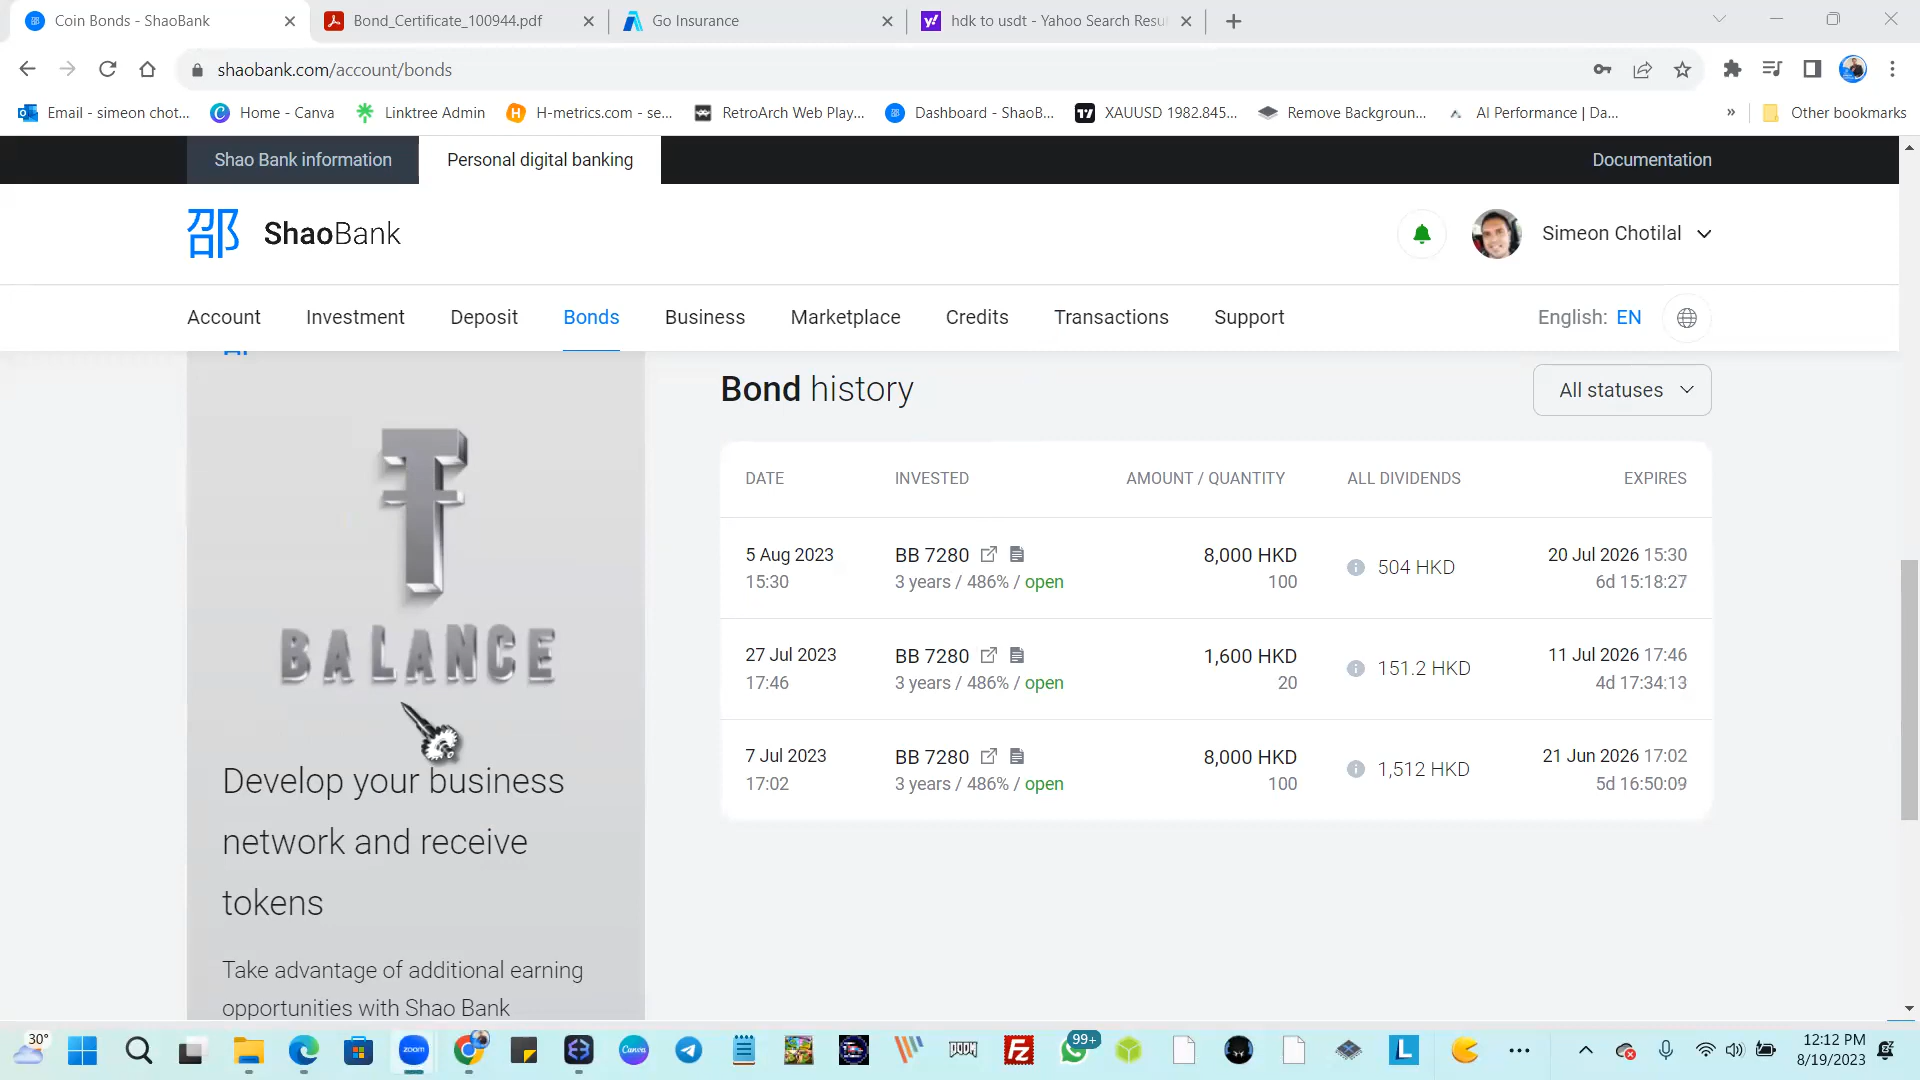 Coin Bonds - ShaoBank
Bond_Certificate_100944.pdf
Go Insurance
hdk to usdt - Yahoo Search Resu
shaobank.com/account/bonds
Email - simeon chot...
Home - Canva
Linktree Admin
H-metrics.com - se...
RetroArch Web Play...
Dashboard - ShaoB...
XAUUSD 1982.845...
Remove Backgroun...
AI Performance | Da...
»
Other bookmarks
Shao Bank information
Personal digital banking
Documentation
邵 ShaoBank
Simeon Chotilal
Account
Investment
Deposit
Bonds
Business
Marketplace
Credits
Transactions
Support
English: EN
BALANCE
Develop your business
network and receive
tokens
Take advantage of additional earning
opportunities with Shao Bank
Bond history
All statuses
DATE INVESTED AMOUNT / QUANTITY ALL DIVIDENDS EXPIRES
5 Aug 2023 BB 7280 8,000 HKD 504 HKD 20 Jul 2026 15:30
15:30 3 years / 486% / open 100 6d 15:18:27
27 Jul 2023 BB 7280 1,600 HKD 151.2 HKD 11 Jul 2026 17:46
17:46 3 years / 486% / open 20 4d 17:34:13
7 Jul 2023 BB 7280 8,000 HKD 1,512 HKD 21 Jun 2026 17:02
17:02 3 years / 486% / open 100 5d 16:50:09
30°
zoom
Canva
DOOM
FZ
99+
L
12:12 PM
8/19/2023